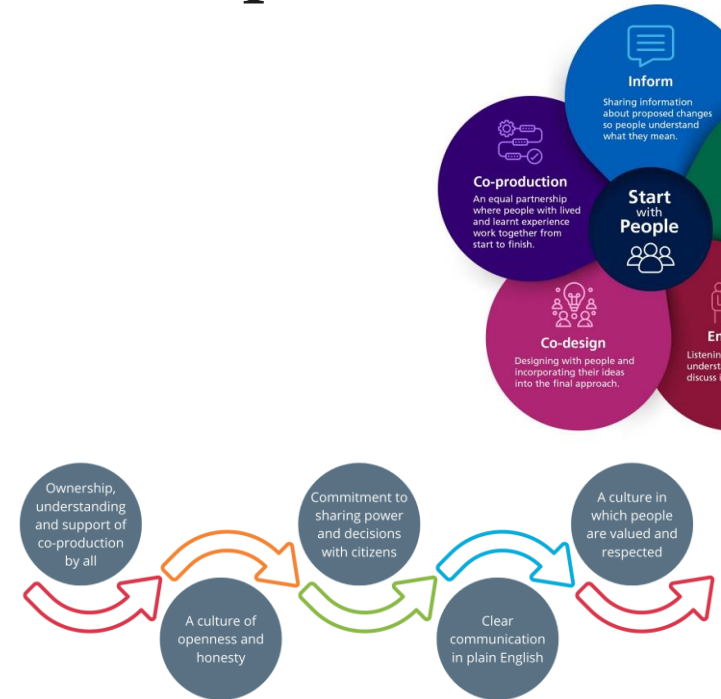 Inform
Sharing information
about proposed changes
so people understand
what they mean.
Co-production
An equal partnership
where people with lived
and learnt experience
work together from
start to finish.
Start
with
People
Co-design
Designing with people and
incorporating their ideas
into the final approach.
Ownership,
understanding
and support of
co-production
by all
A culture of
openness and
honesty
Commitment to
sharing power
and decisions
with citizens
Clear
communication
in plain English
A culture in
which people
are valued and
respected